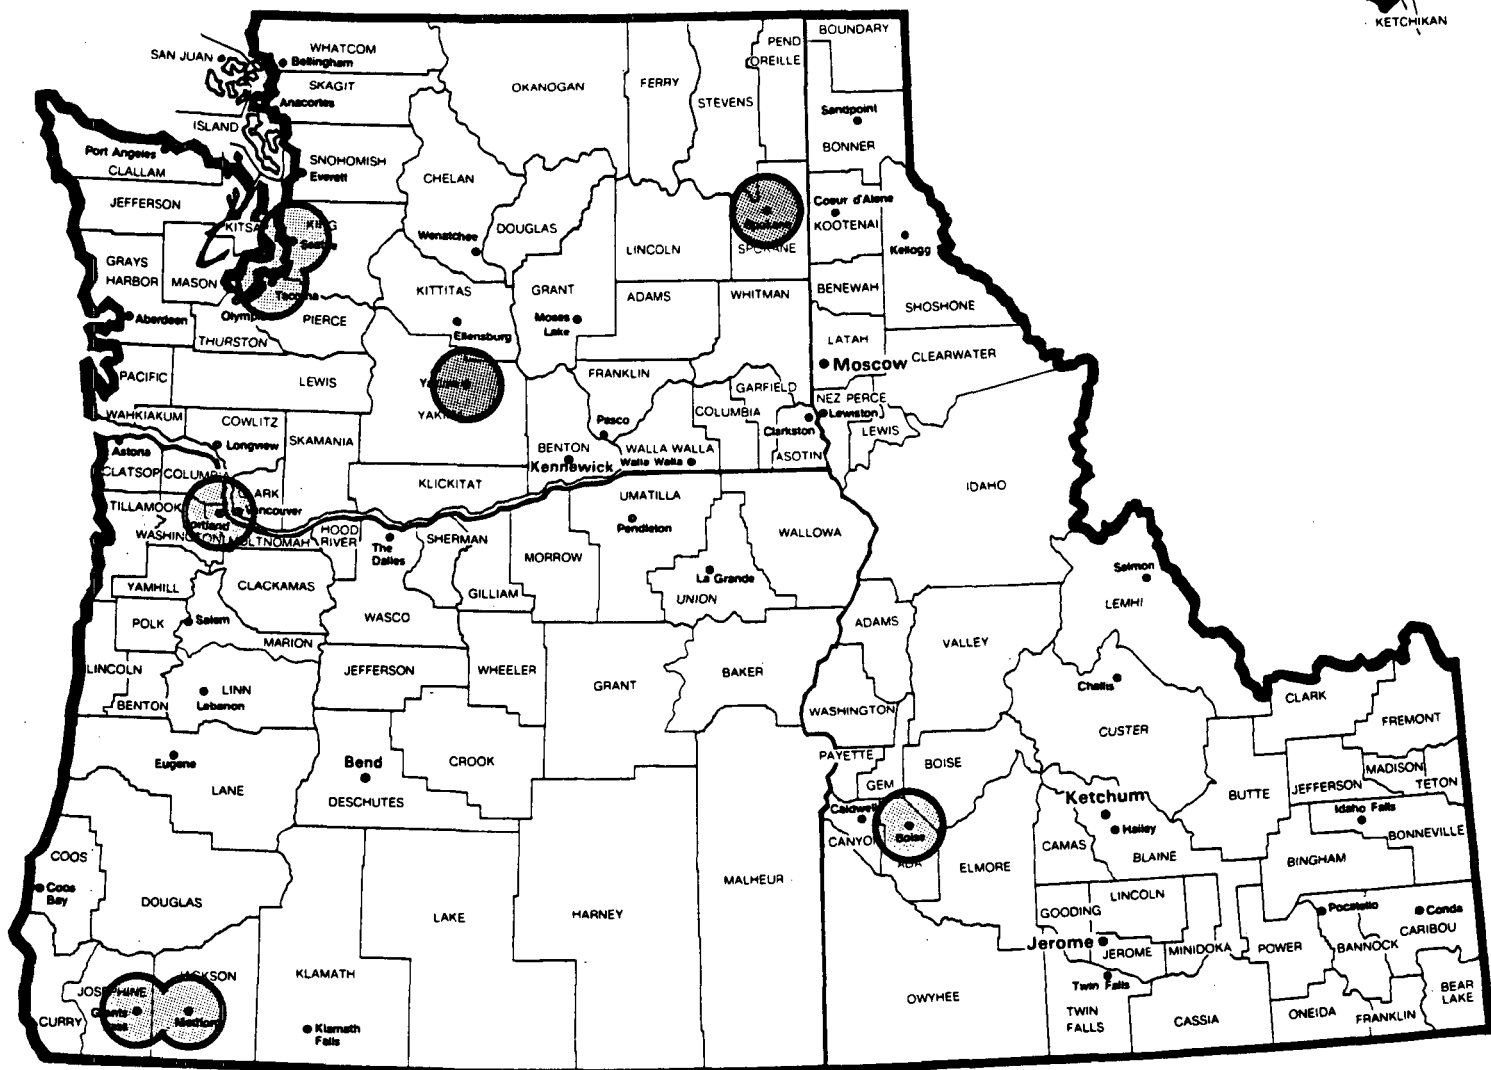 KETCHIKAN
BOUNDARY
WHATCOM
PEND
OREILLE
SAN JUAN
Bellingham
SKAGIT
OKANOGAN
FERRY
STEVENS
Anacortes
Sandpoint
ISLAND
BONNER
Port Angeles
CLALLAM
SNOHOMISH
Everett
CHELAN
JEFFERSON
Coeur d'Alene
KOOTENAI
KING
Seattle
Wenatchee
DOUGLAS
LINCOLN
Spokane
SPOKANE
Kellogg
GRAYS
HARBOR
MASON
KITTITAS
GRANT
ADAMS
WHITMAN
BENEWAH
SHOSHONE
Tacoma
Aberdeen
PIERCE
Ellensburg
Moses
Lake
THURSTON
LATAH
CLEARWATER
Moscow
PACIFIC
LEWIS
FRANKLIN
GARFIELD
NEZ PERCE
WAHKIAKUM
COWLITZ
COLUMBIA
Lewiston
Pasco
Clarkston
LEWIS
Longview
SKAMANIA
BENTON
WALLA WALLA
Astoria
Kennewick
Walla Walla
ASOTIN
CLATSOP
COLUMBIA
KLICKITAT
IDAHO
CLARK
UMATILLA
TILLAMOOK
Vancouver
Portland
Pendleton
WALLOWA
WASHINGTON
MULTNOMAH
HOOD
RIVER
The
Dalles
SHERMAN
MORROW
Salmon
YAMHILL
CLACKAMAS
GILLIAM
La Grande
UNION
LEMHI
POLK
Salem
WASCO
ADAMS
MARION
VALLEY
LINCOLN
JEFFERSON
WHEELER
BAKER
GRANT
Challis
LINN
BENTON
Lebanon
WASHINGTON
CLARK
FREMONT
CUSTER
PAYETTE
BOISE
Eugene
Bend
CROOK
MADISON
GEM
LANE
DESCHUTES
BUTTE
JEFFERSON
TETON
Ketchum
Caldwell
Idaho Falls
Boise
Hailey
BONNEVILLE
CANYON
ADA
CAMAS
BLAINE
BINGHAM
COOS
ELMORE
MALHEUR
Coos
Bay
LINCOLN
DOUGLAS
LAKE
HARNEY
GOODING
Pocatello
Conda
CARIBOU
Jerome
JEROME
MINIDOKA
POWER
BANNOCK
JACKSON
KLAMATH
JOSEPHINE
Twin Falls
BEAR
LAKE
OWYHEE
Grants
Pass
Medford
TWIN
FALLS
CURRY
CASSIA
ONEIDA
FRANKLIN
Klamath
Falls